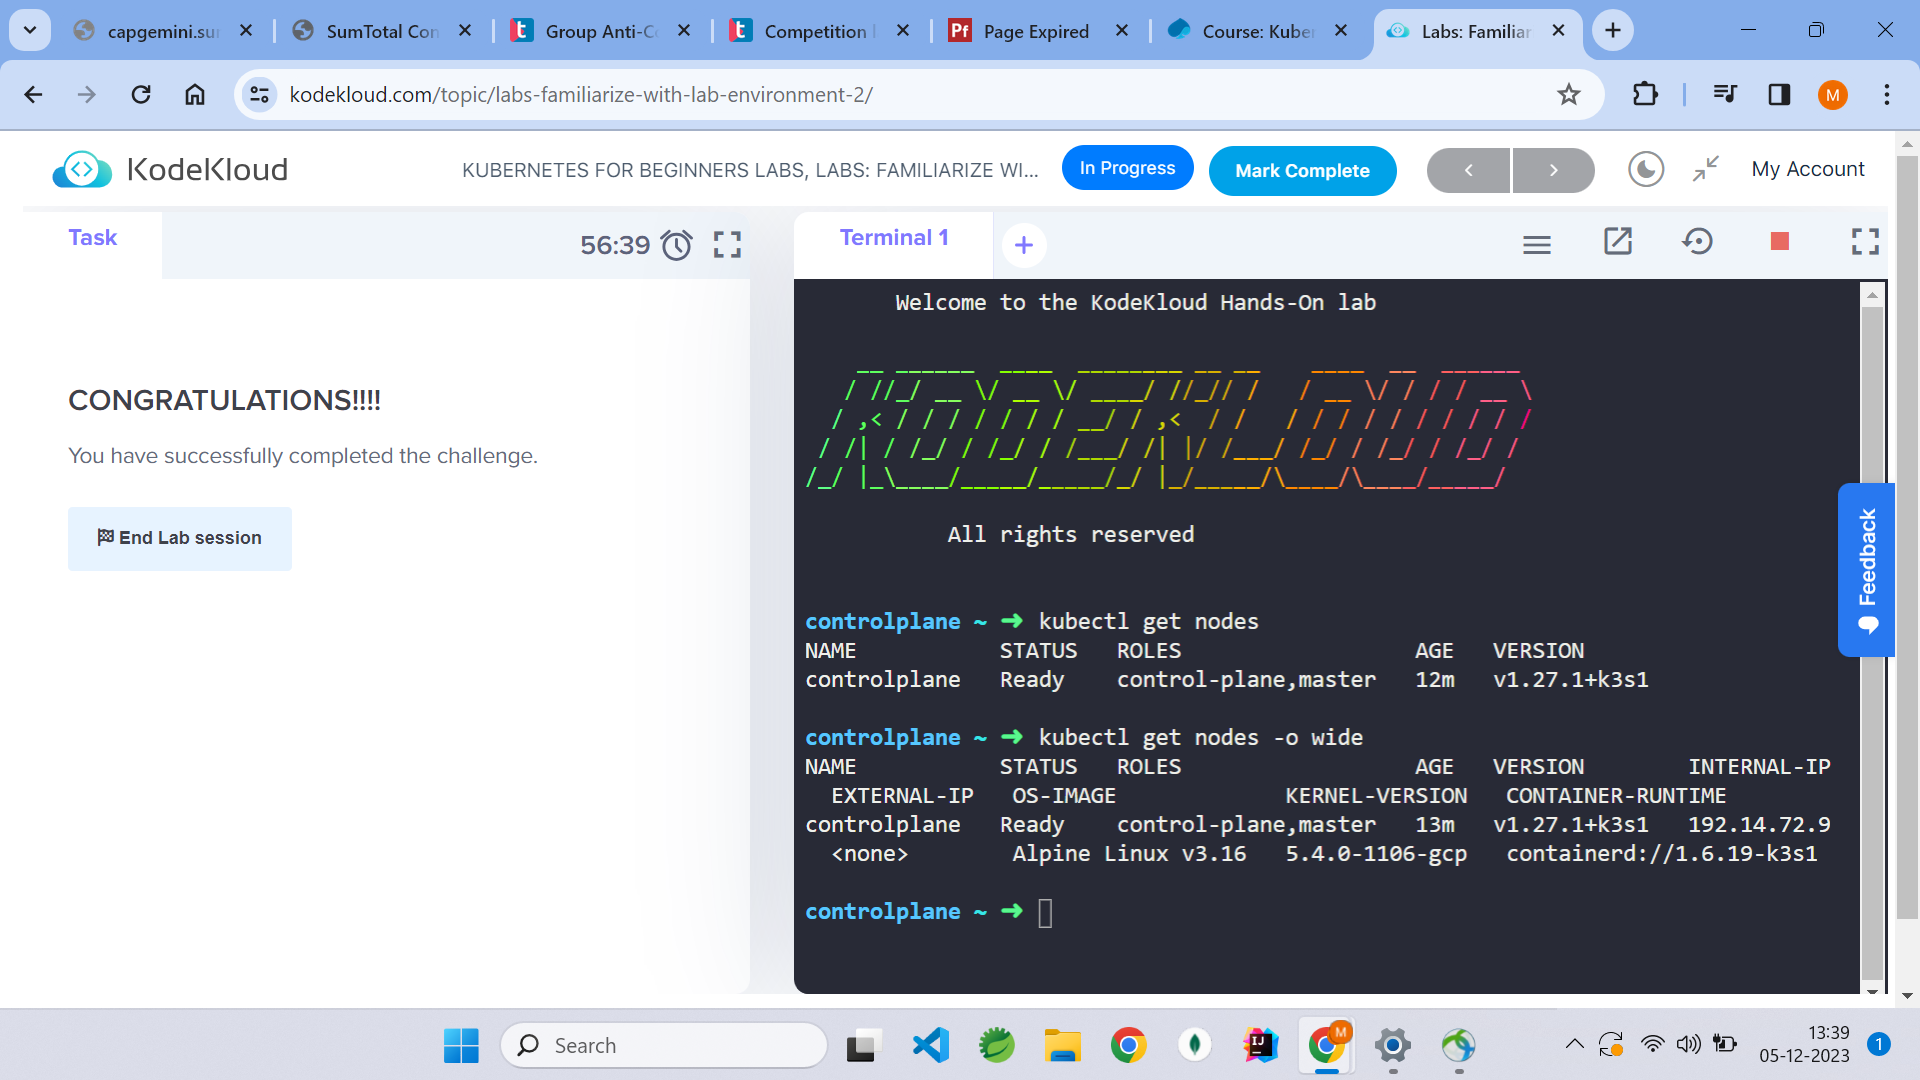 capgemini.su
SumTotal Con
Group Anti-C
Competition
Page Expired
Course: Kube
Labs: Familiar
kodekloud.com/topic/labs-familiarize-with-lab-environment-2/
M
KodeKloud
KUBERNETES FOR BEGINNERS LABS, LABS: FAMILIARIZE WI...
In Progress
Mark Complete
My Account
Task
56:39
Terminal 1
CONGRATULATIONS!!!!
You have successfully completed the challenge.
End Lab session
Welcome to the KodeKloud Hands-On lab
KODEKLOUD
All rights reserved
controlplane ~ ➜ kubectl get nodes
NAME STATUS ROLES AGE VERSION
controlplane Ready control-plane,master 12m v1.27.1+k3s1
controlplane ~ ➜ kubectl get nodes -o wide
NAME STATUS ROLES AGE VERSION INTERNAL-IP
EXTERNAL-IP OS-IMAGE KERNEL-VERSION CONTAINER-RUNTIME
controlplane Ready control-plane,master 13m v1.27.1+k3s1 192.14.72.9
<none> Alpine Linux v3.16 5.4.0-1106-gcp containerd://1.6.19-k3s1
controlplane ~ ➜
Feedback
Search
IJ
M
13:39
05-12-2023
1